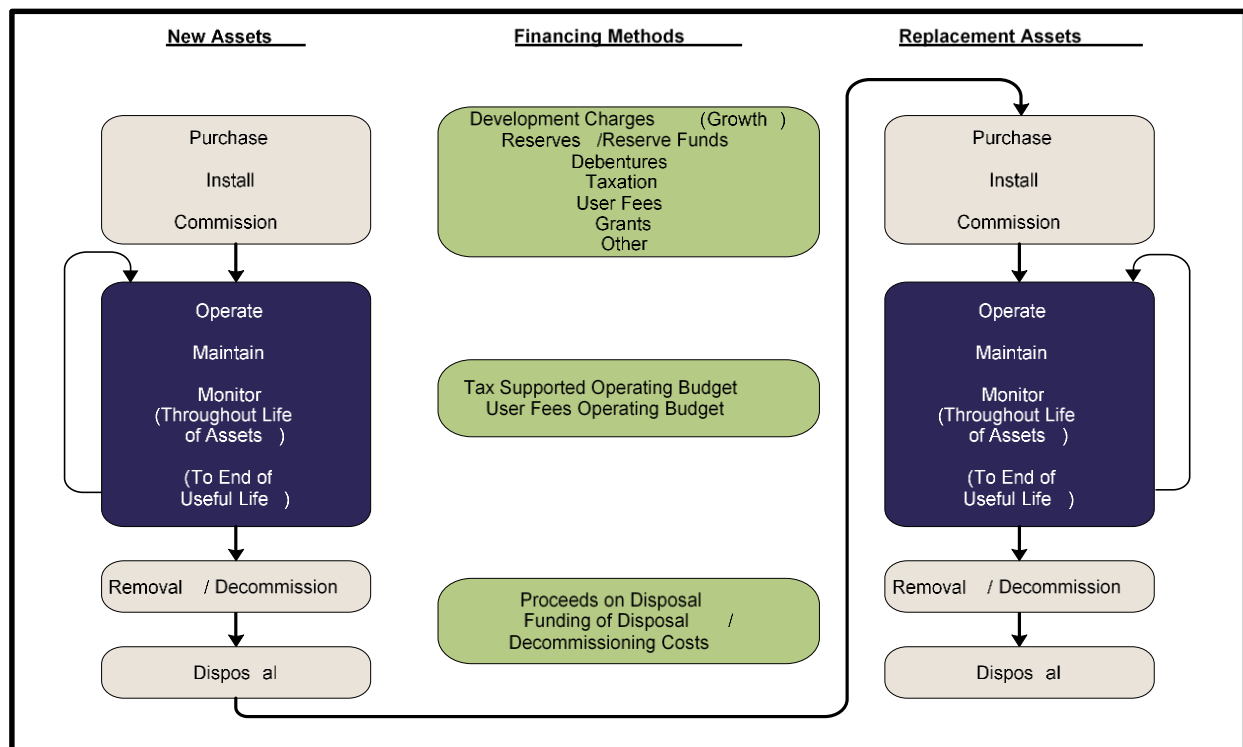 New Assets
Financing Methods
Replacement Assets
Purchase
Install
Commission
Operate
Maintain
Monitor
(Throughout Life
of Assets )
(To End of
Useful Life )
Removal / Decommission
Dispos al
Development Charges (Growth )
Reserves /Reserve Funds
Debentures
Taxation
User Fees
Grants
Other
Tax Supported Operating Budget
User Fees Operating Budget
Proceeds on Disposal
Funding of Disposal /
Decommissioning Costs
Purchase
Install
Commission
Operate
Maintain
Monitor
(Throughout Life
of Assets )
(To End of
Useful Life )
Removal / Decommission
Dispos al